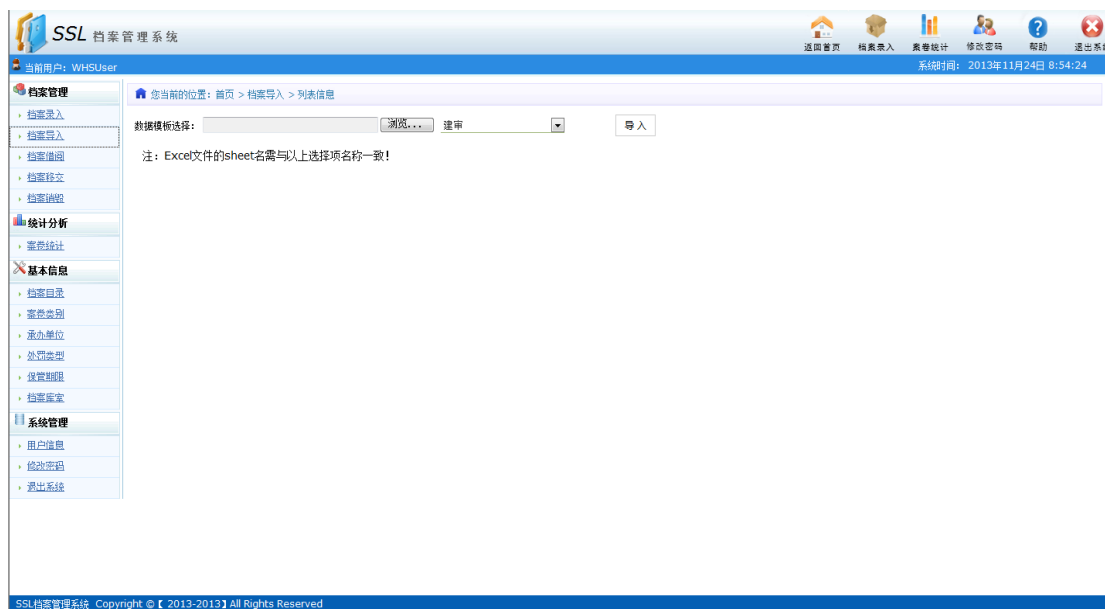 SSL 档案管理系统
返回首页 档案录入 案卷统计 修改密码 帮助 退出系
当前用户: WHSUser 系统时间: 2013年11月24日 8:54:24
档案管理
您当前的位置: 首页 > 档案导入 > 列表信息
档案录入
数据模板选择: 浏览... 建审 导入
档案导入
注: Excel文件的sheet名需与以上选择项名称一致!
档案借阅
档案移交
档案销毁
统计分析
案卷统计
基本信息
档案目录
案卷类别
承办单位
处罚类型
保管期限
档案库室
系统管理
用户信息
修改密码
退出系统
SSL档案管理系统 Copyright © 【 2013-2013】 All Rights Reserved